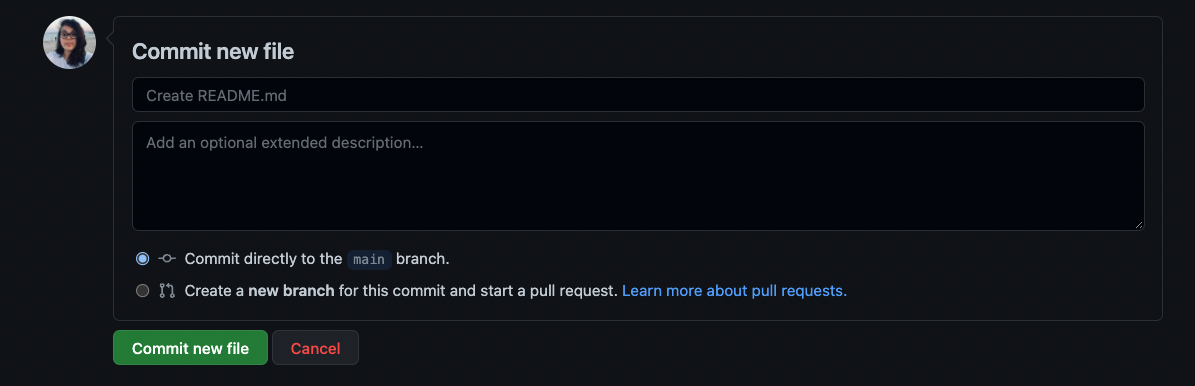 Commit new file
Create README.md
Add an optional extended description...
Commit directly to the main branch.
Create a new branch for this commit and start a pull request. Learn more about pull requests.
Commit new file
Cancel